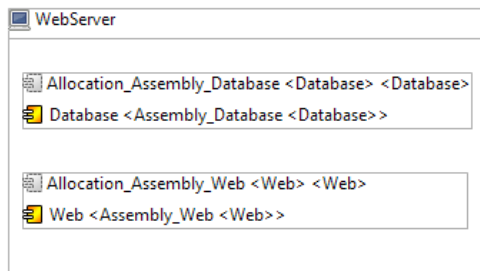 WebServer
Allocation_Assembly_Database <Database> <Database>
Database <Assembly_Database <Database>>
Allocation_Assembly_Web <Web> <Web>
Web <Assembly_Web <Web>>